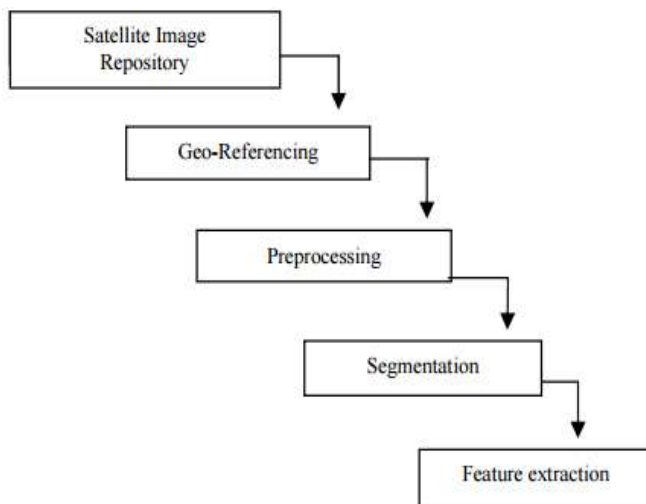 Satellite Image
Repository
Geo-Referencing
Preprocessing
Segmentation
Feature extraction